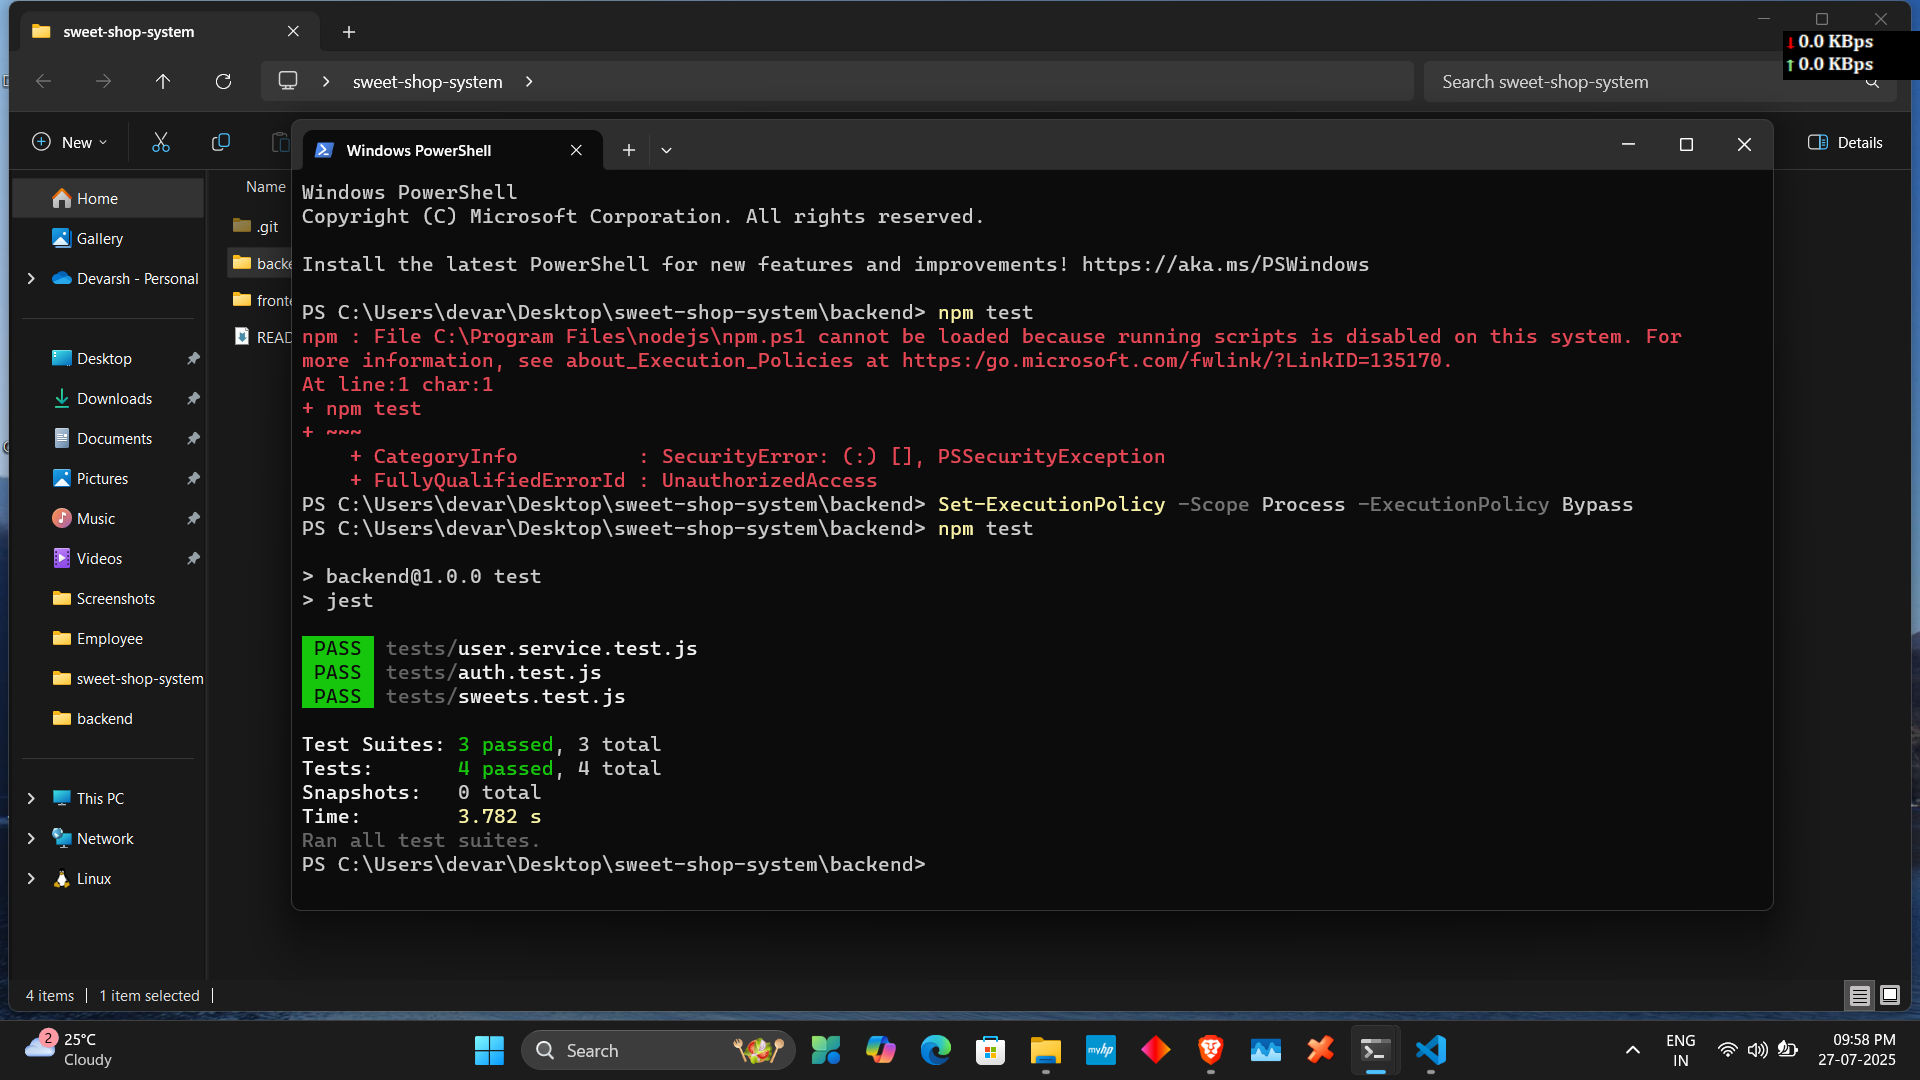 sweet-shop-system
0.0 KBps
0.0 KBps
sweet-shop-system
Search sweet-shop-system
New
Details
Windows PowerShell
Home
Gallery
Devarsh - Personal
Desktop
Downloads
Documents
Pictures
Music
Videos
Screenshots
Employee
sweet-shop-system
backend
This PC
Network
Linux
Name
.git
backe
fronte
READ
Windows PowerShell
Copyright (C) Microsoft Corporation. All rights reserved.
Install the latest PowerShell for new features and improvements! https://aka.ms/PSWindows
PS C:\Users\devar\Desktop\sweet-shop-system\backend> npm test
npm : File C:\Program Files\nodejs\npm.ps1 cannot be loaded because running scripts is disabled on this system. For
more information, see about_Execution_Policies at https:/go.microsoft.com/fwlink/?LinkID=135170.
At line:1 char:1
+ npm test
+ ~~~
    + CategoryInfo          : SecurityError: (:) [], PSSecurityException
    + FullyQualifiedErrorId : UnauthorizedAccess
PS C:\Users\devar\Desktop\sweet-shop-system\backend> Set-ExecutionPolicy -Scope Process -ExecutionPolicy Bypass
PS C:\Users\devar\Desktop\sweet-shop-system\backend> npm test
> backend@1.0.0 test
> jest
PASS tests/user.service.test.js
PASS tests/auth.test.js
PASS tests/sweets.test.js
Test Suites: 3 passed, 3 total
Tests:       4 passed, 4 total
Snapshots:   0 total
Time:        3.782 s
Ran all test suites.
PS C:\Users\devar\Desktop\sweet-shop-system\backend>
4 items
1 item selected
2
25°C
Cloudy
Search
myhp
ENG
IN
09:58 PM
27-07-2025